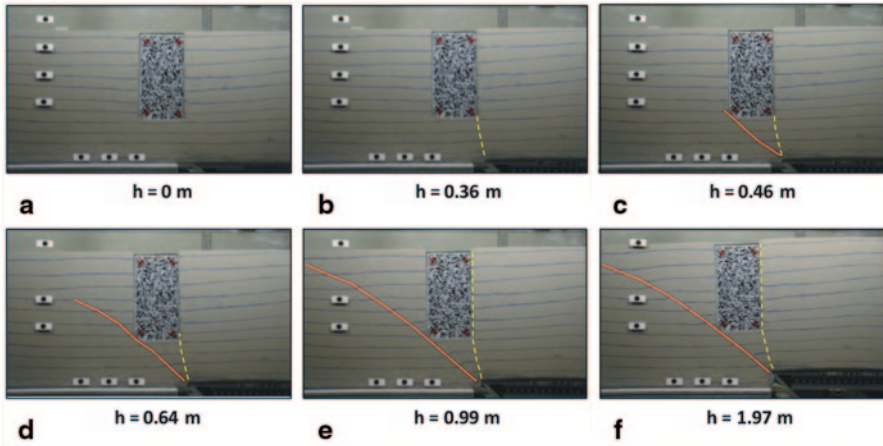 a
h = 0 m
b
h = 0.36 m
c
h = 0.46 m
d
h = 0.64 m
e
h = 0.99 m
f
h = 1.97 m